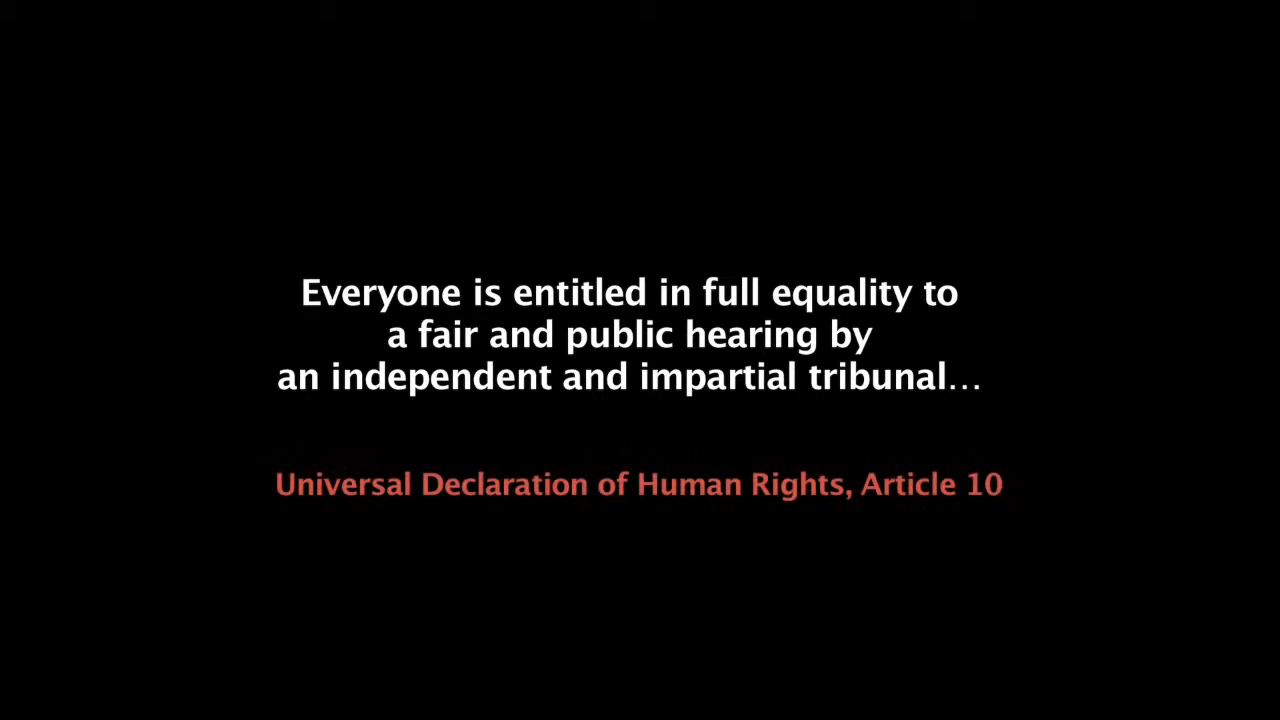 Everyone is entitled in full equality to
a fair and public hearing by
an independent and impartial tribunal…
Universal Declaration of Human Rights, Article 10